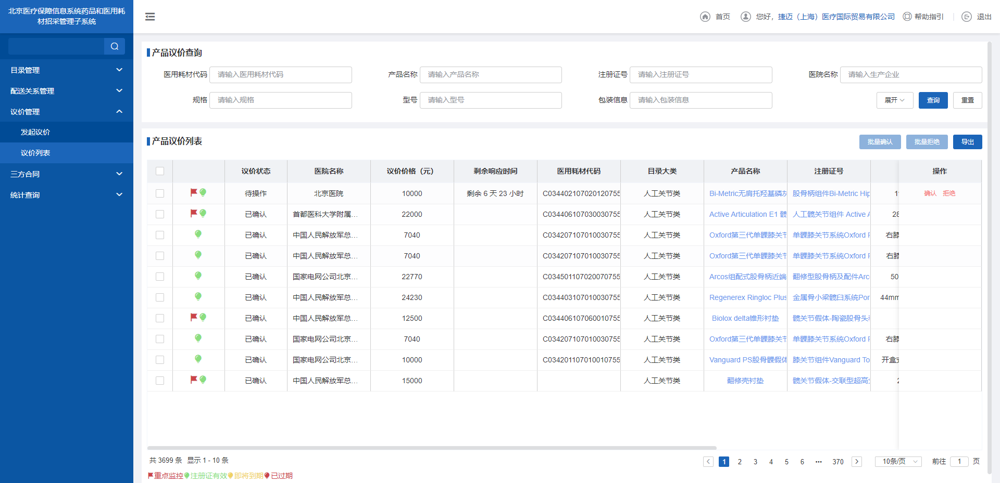 北京医疗保障信息系统药品和医用耗
材招采管理子系统
首页 您好，捷迈（上海）医疗国际贸易有限公司 帮助指引 退出
目录管理
配送关系管理
议价管理
发起议价
议价列表
三方合同
统计查询
产品议价查询
医用耗材代码 请输入医用耗材代码 产品名称 请输入产品名称 注册证号 请输入注册证号 医院名称 请输入生产企业
规格 请输入规格 型号 请输入型号 包装信息 请输入包装信息 展开 查询 重置
产品议价列表 批量确认 批量拒绝 导出
议价状态 医院名称 议价价格（元） 剩余响应时间 医用耗材代码 目录大类 产品名称 注册证号 操作
待操作 北京医院 10000 剩余 6 天 23 小时 C034402107020120755 人工关节类 Bi-Metric无肩托羟基磷灰 股骨柄组件Bi-Metric Hip 1 确认 拒绝
已确认 首都医科大学附属... 22000 C034406107030030755 人工关节类 Active Articulation E1 髋 人工髋关节组件 Active A 28
已确认 中国人民解放军总... 7040 C034207107010030755 人工关节类 Oxford第三代单髁膝关节 单髁膝关节系统Oxford P 右膝
已确认 中国人民解放军总... 7040 C034207107010030755 人工关节类 Oxford第三代单髁膝关节 单髁膝关节系统Oxford P 右膝
已确认 国家电网公司北京... 22770 C034501107020070755 人工关节类 Arcos组配式股骨柄近端 翻修型股骨柄及配件Arc 50
已确认 中国人民解放军总... 24230 C034403107010030755 人工关节类 Regenerex Ringloc Plus 金属骨小梁髋臼系统Por 44mm
已确认 中国人民解放军总... 12500 C034406107060010755 人工关节类 Biolox delta锥形衬垫 髋关节假体-陶瓷股骨头
已确认 国家电网公司北京... 7040 C034207107010030755 人工关节类 Oxford第三代单髁膝关节 单髁膝关节系统Oxford P 右膝
已确认 国家电网公司北京... 10000 C034201107010010755 人工关节类 Vanguard PS股骨髁假体 膝关节组件Vanguard To 开盒式
已确认 中国人民解放军总... 15000 人工关节类 翻修壳衬垫 髋关节假体-交联型超高分 2
共 3699 条 显示 1 - 10 条 1 2 3 4 5 6 ••• 370 10条/页 前往 1 页
重点监控 注册证有效 即将到期 已过期